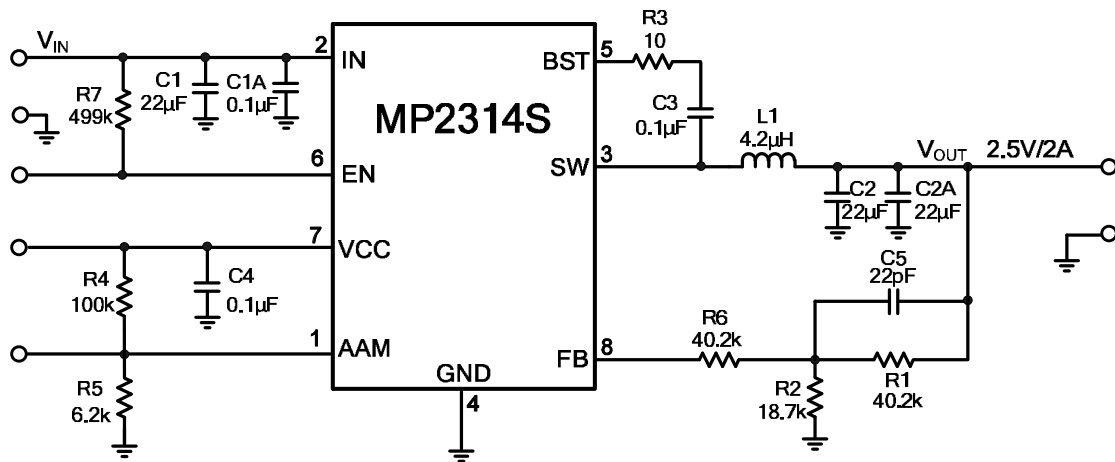 R3
10
V_IN
2
IN
BST
5
C1
22μF
C1A
0.1μF
R7
499k
C3
0.1μF
MP2314S
L1
4.2μH
6
EN
SW
3
V_OUT
2.5V/2A
C2
22μF
C2A
22μF
7
VCC
R4
100k
C4
0.1μF
C5
22pF
1
AAM
FB
8
R6
40.2k
GND
4
R5
6.2k
R2
18.7k
R1
40.2k